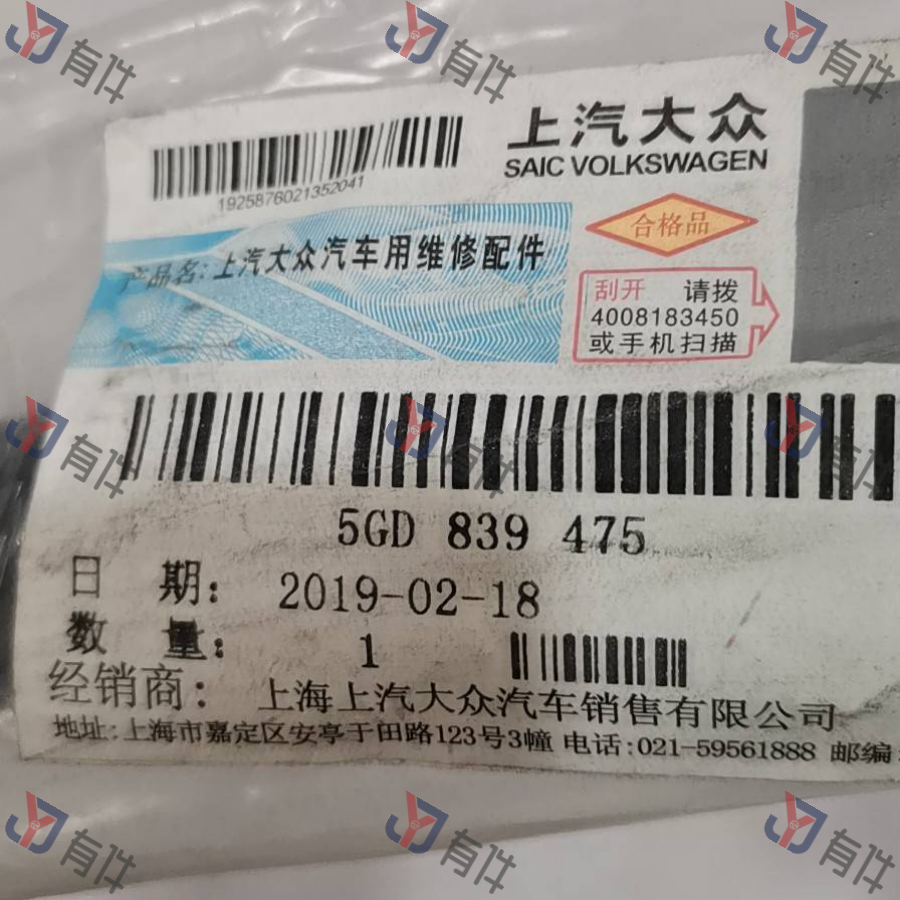 上汽大众
SAIC VOLKSWAGEN
1925876021352041
合格品
产品名:上汽大众汽车用维修配件
刮开 请拨
4008183450
或手机扫描
5GD 839 475
日 期: 2019-02-18
数 量: 1
经销商: 上海上汽大众汽车销售有限公司
地址:上海市嘉定区安亭于田路123号3幢 电话:021-59561888 邮编:
有件
有件
有件
有件
有件
有件
有件
有件
有件